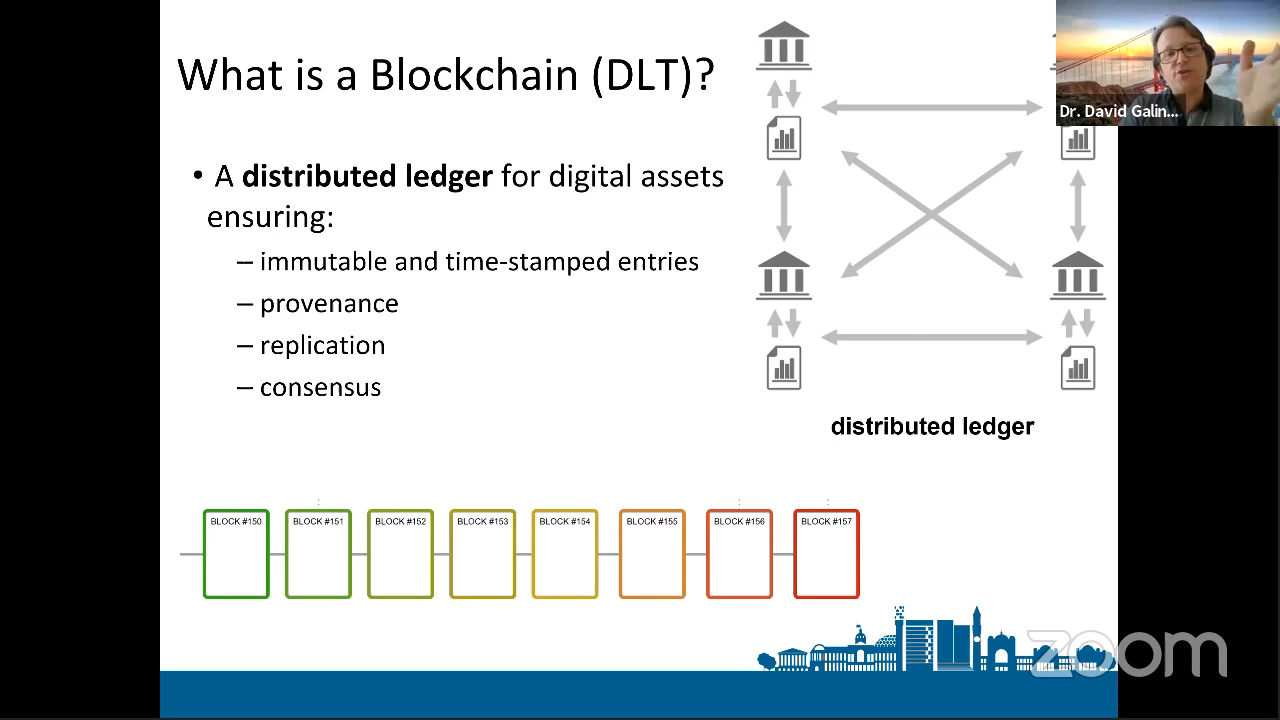 What is a Blockchain (DLT)?
Dr. David Galin...
• A distributed ledger for digital assets
ensuring:
– immutable and time-stamped entries
– provenance
– replication
– consensus
distributed ledger
BLOCK #150
BLOCK #151
BLOCK #152
BLOCK #153
BLOCK #154
BLOCK #155
BLOCK #156
BLOCK #157
zoom